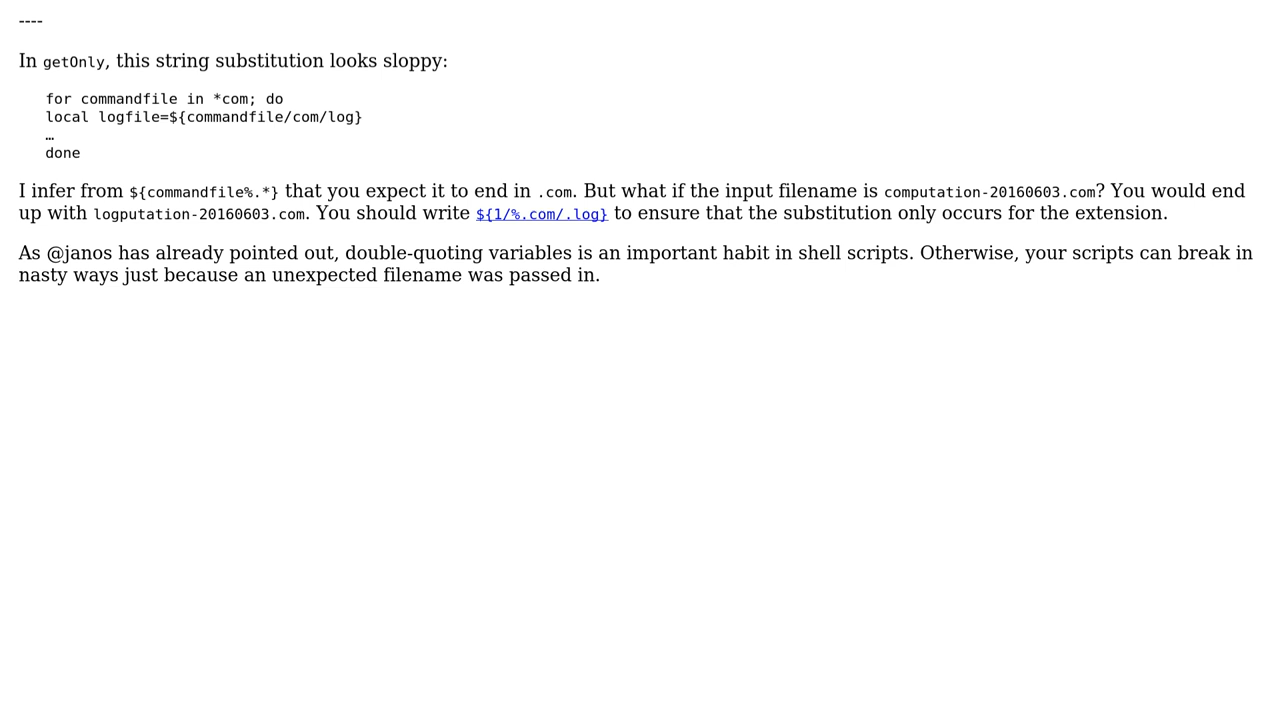 ----
In getOnly, this string substitution looks sloppy:
for commandfile in *com; do
local logfile=${commandfile/com/log}
…
done
I infer from ${commandfile%.*} that you expect it to end in .com. But what if the input filename is computation-20160603.com? You would end
up with logputation-20160603.com. You should write ${1/%.com/.log} to ensure that the substitution only occurs for the extension.
As @janos has already pointed out, double-quoting variables is an important habit in shell scripts. Otherwise, your scripts can break in
nasty ways just because an unexpected filename was passed in.